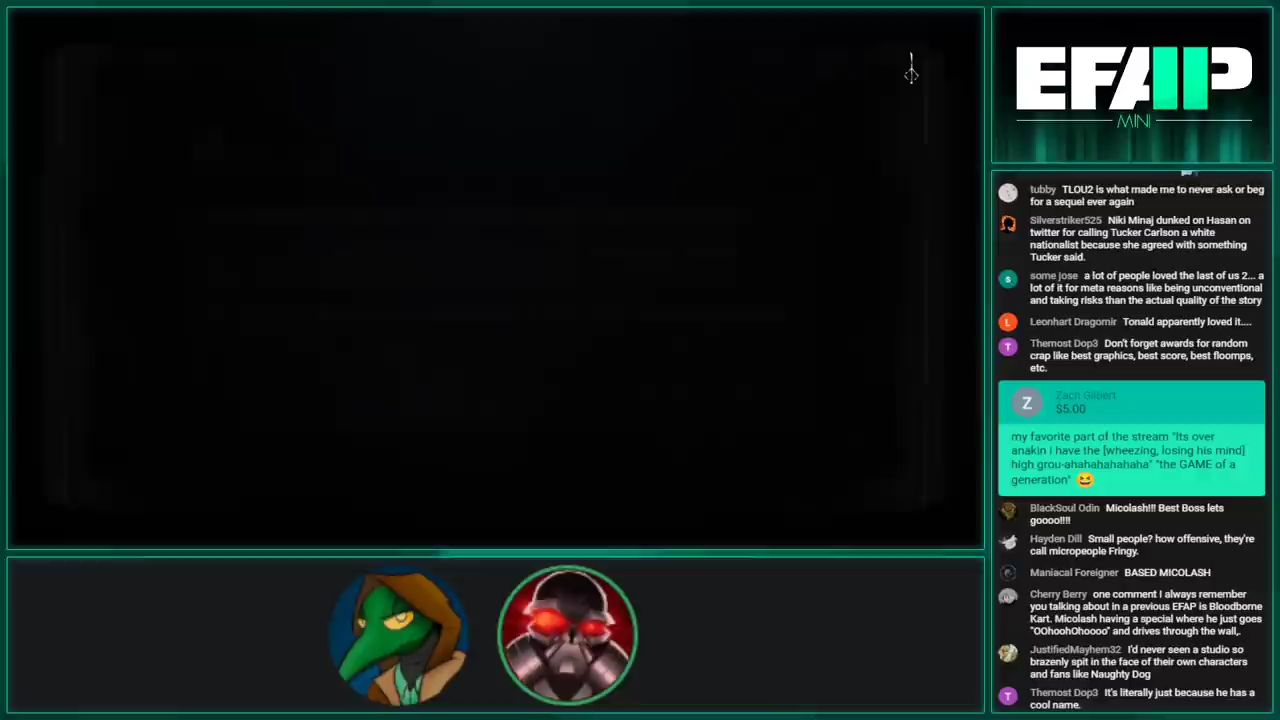 EFAP
MINI
tubby TLOU2 is what made me to never ask or beg
for a sequel ever again
Silverstriker525 Niki Minaj dunked on Hasan on
twitter for calling Tucker Carlson a white
nationalist because she agreed with something
Tucker said.
s
some jose a lot of people loved the last of us 2... a
lot of it for meta reasons like being unconventional
and taking risks than the actual quality of the story
L
Leonhart Dragomir Tonald apparently loved it....
T
Themost Dop3 Don't forget awards for random
crap like best graphics, best score, best floomps,
etc.
Z
Zach Gilbert
$5.00
my favorite part of the stream "Its over
anakin I have the [wheezing, losing his mind]
high grou-ahahahahahaha" "the GAME of a
generation" 😆
BlackSoul Odin Micolash!!! Best Boss lets
goooo!!!!
Hayden Dill Small people? how offensive, they're
call micropeople Fringy.
Maniacal Foreigner BASED MICOLASH
Cherry Berry one comment I always remember
you talking about in a previous EFAP is Bloodborne
Kart. Micolash having a special where he just goes
"OOhoohOhoooo" and drives through the wall,.
JustifiedMayhem32 I'd never seen a studio so
brazenly spit in the face of their own characters
and fans like Naughty Dog
T
Themost Dop3 It's literally just because he has a
cool name.